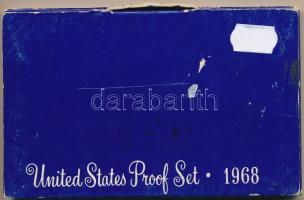 darabanth
United States Proof Set • 1968